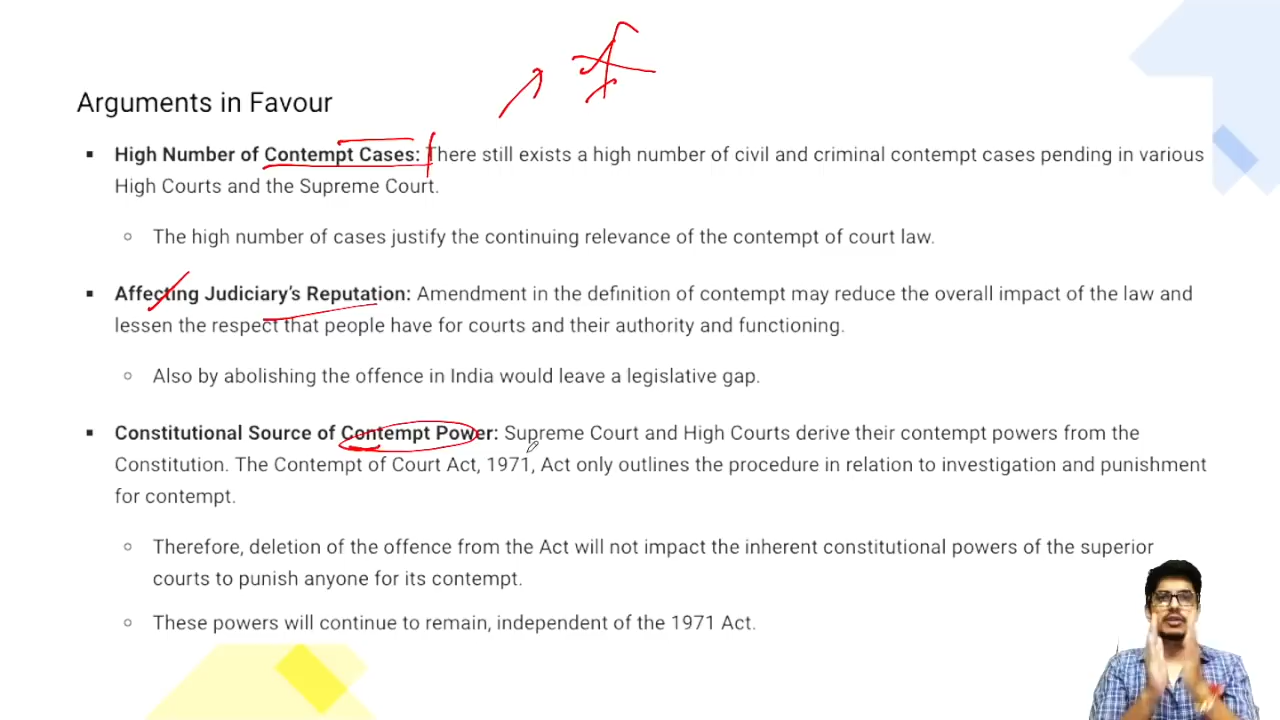 Arguments in Favour
▪ High Number of Contempt Cases: There still exists a high number of civil and criminal contempt cases pending in various
High Courts and the Supreme Court.
○ The high number of cases justify the continuing relevance of the contempt of court law.
▪ Affecting Judiciary's Reputation: Amendment in the definition of contempt may reduce the overall impact of the law and
lessen the respect that people have for courts and their authority and functioning.
○ Also by abolishing the offence in India would leave a legislative gap.
▪ Constitutional Source of Contempt Power: Supreme Court and High Courts derive their contempt powers from the
Constitution. The Contempt of Court Act, 1971, Act only outlines the procedure in relation to investigation and punishment
for contempt.
○ Therefore, deletion of the offence from the Act will not impact the inherent constitutional powers of the superior
courts to punish anyone for its contempt.
○ These powers will continue to remain, independent of the 1971 Act.